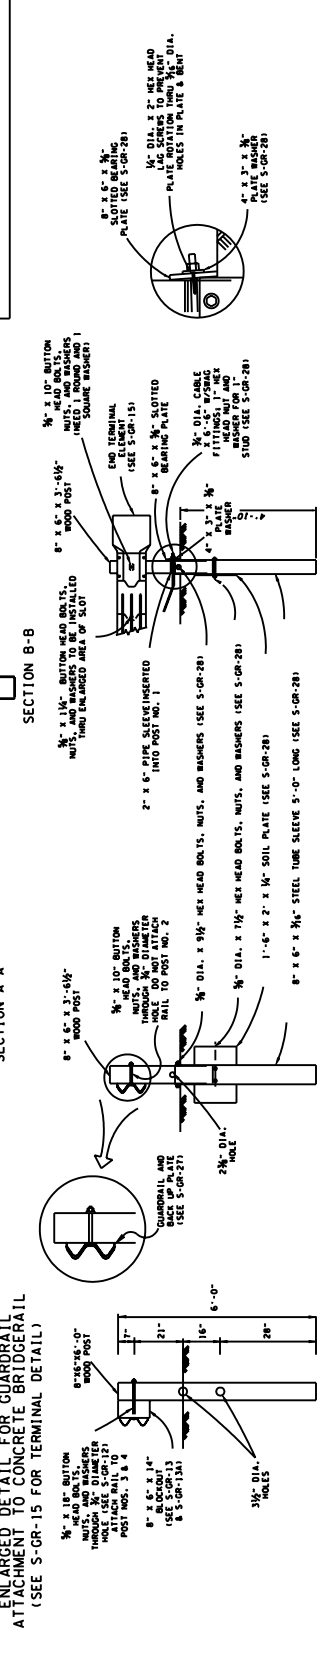 ENLARGED DETAIL FOR GUARDRAIL
ATTACHMENT TO CONCRETE BRIDGERAIL
(SEE S-GR-15 FOR TERMINAL DETAIL)
SECTION A-A
SECTION B-B
⅝" X 18" BUTTON
HEAD BOLTS,
NUTS, AND WASHERS
THROUGH ¾" DIAMETER
HOLE (SEE S-GR-12)
ATTACH RAIL TO
POST NOS. 3 & 4
8" X 6" X 14"
BLOCKOUT
(SEE S-GR-13
& S-GR-13A)
8"X6"X6'-0"
WOOD POST
7"
21"
16"
28"
6'-0"
3½" DIA.
HOLES
GUARDRAIL AND
BACK UP PLATE
(SEE S-GR-27)
8" X 6" X 3'-6½"
WOOD POST
⅝" X 10" BUTTON
HEAD BOLTS,
NUTS, AND WASHERS
THROUGH ¾" DIAMETER
HOLE. DO NOT ATTACH
RAIL TO POST NO. 2
2⅜" DIA.
HOLE
⅝" DIA. X 9½" HEX HEAD BOLTS, NUTS, AND WASHERS (SEE S-GR-28)
⅝" DIA. X 7½" HEX HEAD BOLTS, NUTS, AND WASHERS (SEE S-GR-28)
1'-6" X 2' X ¼" SOIL PLATE (SEE S-GR-28)
8" X 6" X 3⁄16" STEEL TUBE SLEEVE 5'-0" LONG (SEE S-GR-28)
⅝" X 1¼" BUTTON HEAD BOLTS,
NUTS, AND WASHERS TO BE INSTALLED
THRU ENLARGED AREA OF SLOT
2" X 6" PIPE SLEEVE INSERTED
INTO POST NO. 1
8" X 6" X 3'-6½"
WOOD POST
⅝" X 10" BUTTON
HEAD BOLTS,
NUTS, AND WASHERS
(NEED 1 ROUND AND 1
SQUARE WASHER)
END TERMINAL
ELEMENT
(SEE S-GR-15)
8" X 6" X ⅝" SLOTTED
BEARING PLATE
¾" DIA. CABLE
X 6'-6" W/SWAG
FITTINGS; 1" HEX
HEAD NUT AND
WASHER FOR 1"
STUD (SEE S-GR-28)
4" X 3" X ⅜"
PLATE
WASHER
4'-10"
8" X 6" X ⅝"
SLOTTED BEARING
PLATE (SEE S-GR-28)
¼" DIA. X 2" HEX HEAD
LAG SCREWS TO PREVENT
PLATE ROTATION THRU 5⁄16" DIA.
HOLES IN PLATE & BENT
4" X 3" X ⅜"
PLATE WASHER
(SEE S-GR-28)